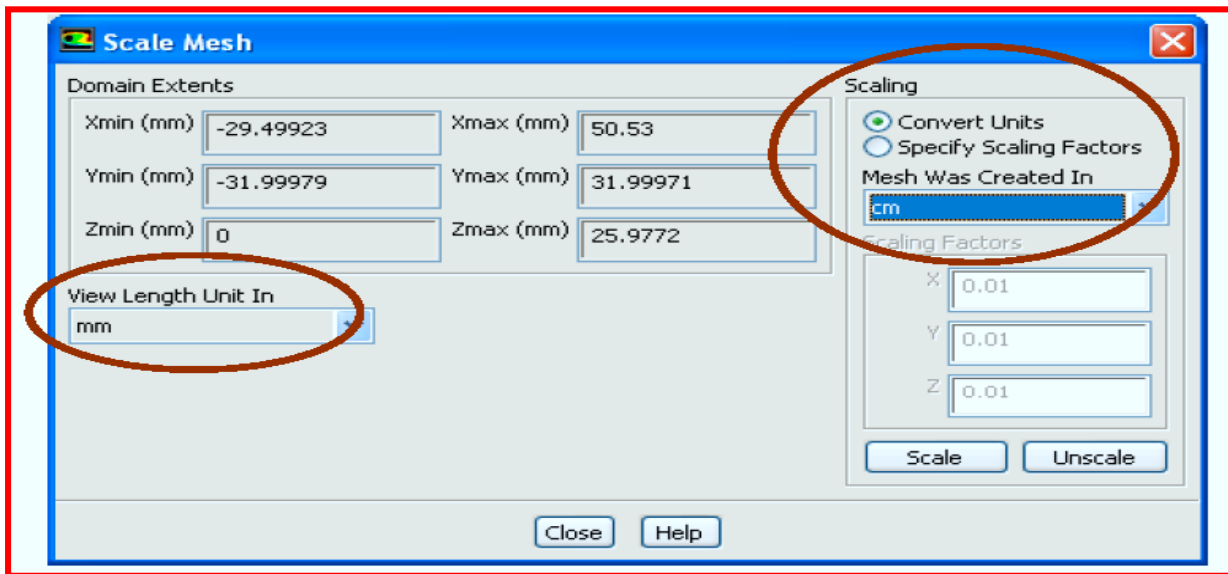 Scale Mesh
Domain Extents
Xmin (mm) -29.49923 Xmax (mm) 50.53
Ymin (mm) -31.99979 Ymax (mm) 31.99971
Zmin (mm) 0 Zmax (mm) 25.9772
View Length Unit In
mm
Scaling
Convert Units
Specify Scaling Factors
Mesh Was Created In
cm
Scaling Factors
X 0.01
Y 0.01
Z 0.01
Scale Unscale
Close Help